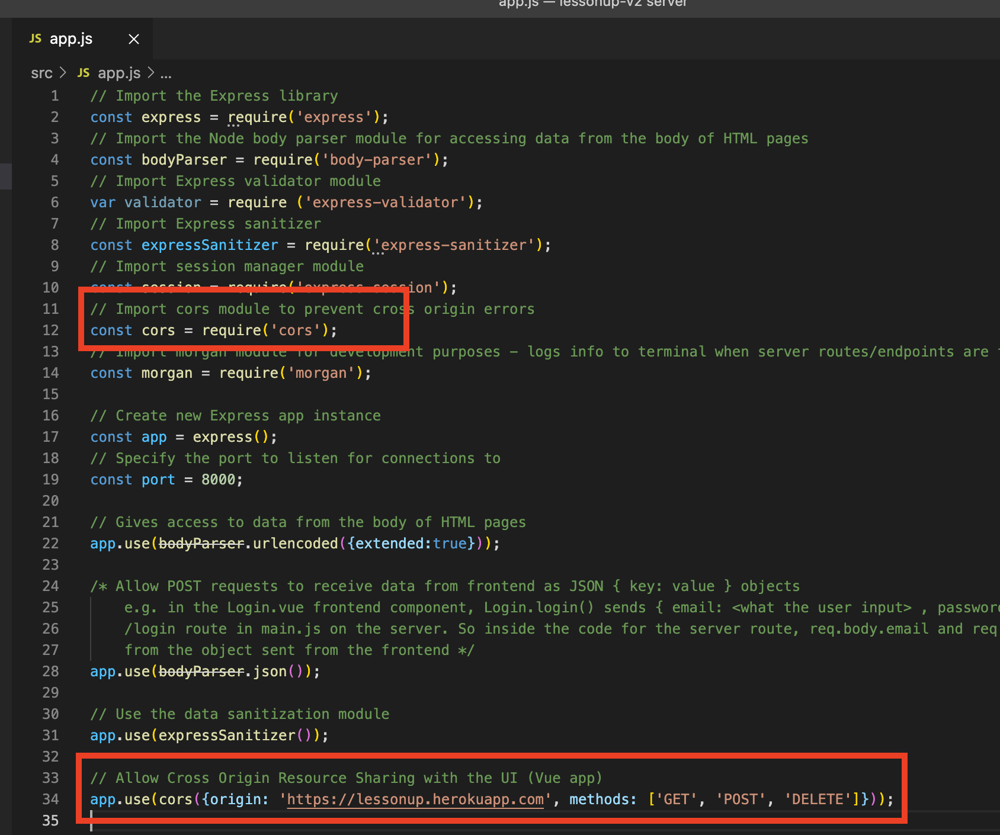 app.js — lessonup-v2 server
JS app.js ×
src > JS app.js > ...
1 // Import the Express library
2 const express = require('express');
3 // Import the Node body parser module for accessing data from the body of HTML pages
4 const bodyParser = require('body-parser');
5 // Import Express validator module
6 var validator = require ('express-validator');
7 // Import Express sanitizer
8 const expressSanitizer = require('express-sanitizer');
9 // Import session manager module
10 const session = require('express-session');
11 // Import cors module to prevent cross origin errors
12 const cors = require('cors');
13 // Import morgan module for development purposes - logs info to terminal when server routes/endpoints are
14 const morgan = require('morgan');
15
16 // Create new Express app instance
17 const app = express();
18 // Specify the port to listen for connections to
19 const port = 8000;
20
21 // Gives access to data from the body of HTML pages
22 app.use(bodyParser.urlencoded({extended:true}));
23
24 /* Allow POST requests to receive data from frontend as JSON { key: value } objects
25 e.g. in the Login.vue frontend component, Login.login() sends { email: <what the user input> , password
26 /login route in main.js on the server. So inside the code for the server route, req.body.email and req
27 from the object sent from the frontend */
28 app.use(bodyParser.json());
29
30 // Use the data sanitization module
31 app.use(expressSanitizer());
32
33 // Allow Cross Origin Resource Sharing with the UI (Vue app)
34 app.use(cors({origin: 'https://lessonup.herokuapp.com', methods: ['GET', 'POST', 'DELETE']}));
35